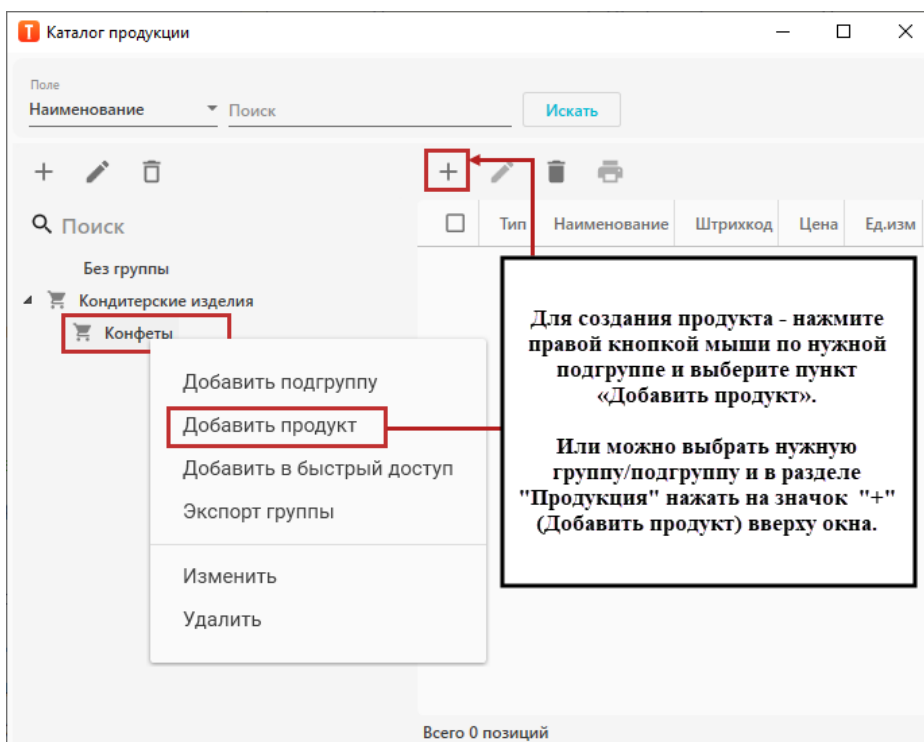 Каталог продукции
Поле
Наименование
Поиск
Искать
Поиск
Тип Наименование Штрихкод Цена Ед.изм
Без группы
Кондитерские изделия
Конфеты
Добавить подгруппу
Добавить продукт
Добавить в быстрый доступ
Экспорт группы
Изменить
Удалить
Для создания продукта - нажмите
правой кнопкой мыши по нужной
подгруппе и выберите пункт
«Добавить продукт».
Или можно выбрать нужную
группу/подгруппу и в разделе
"Продукция" нажать на значок "+"
(Добавить продукт) вверху окна.
Всего 0 позиций